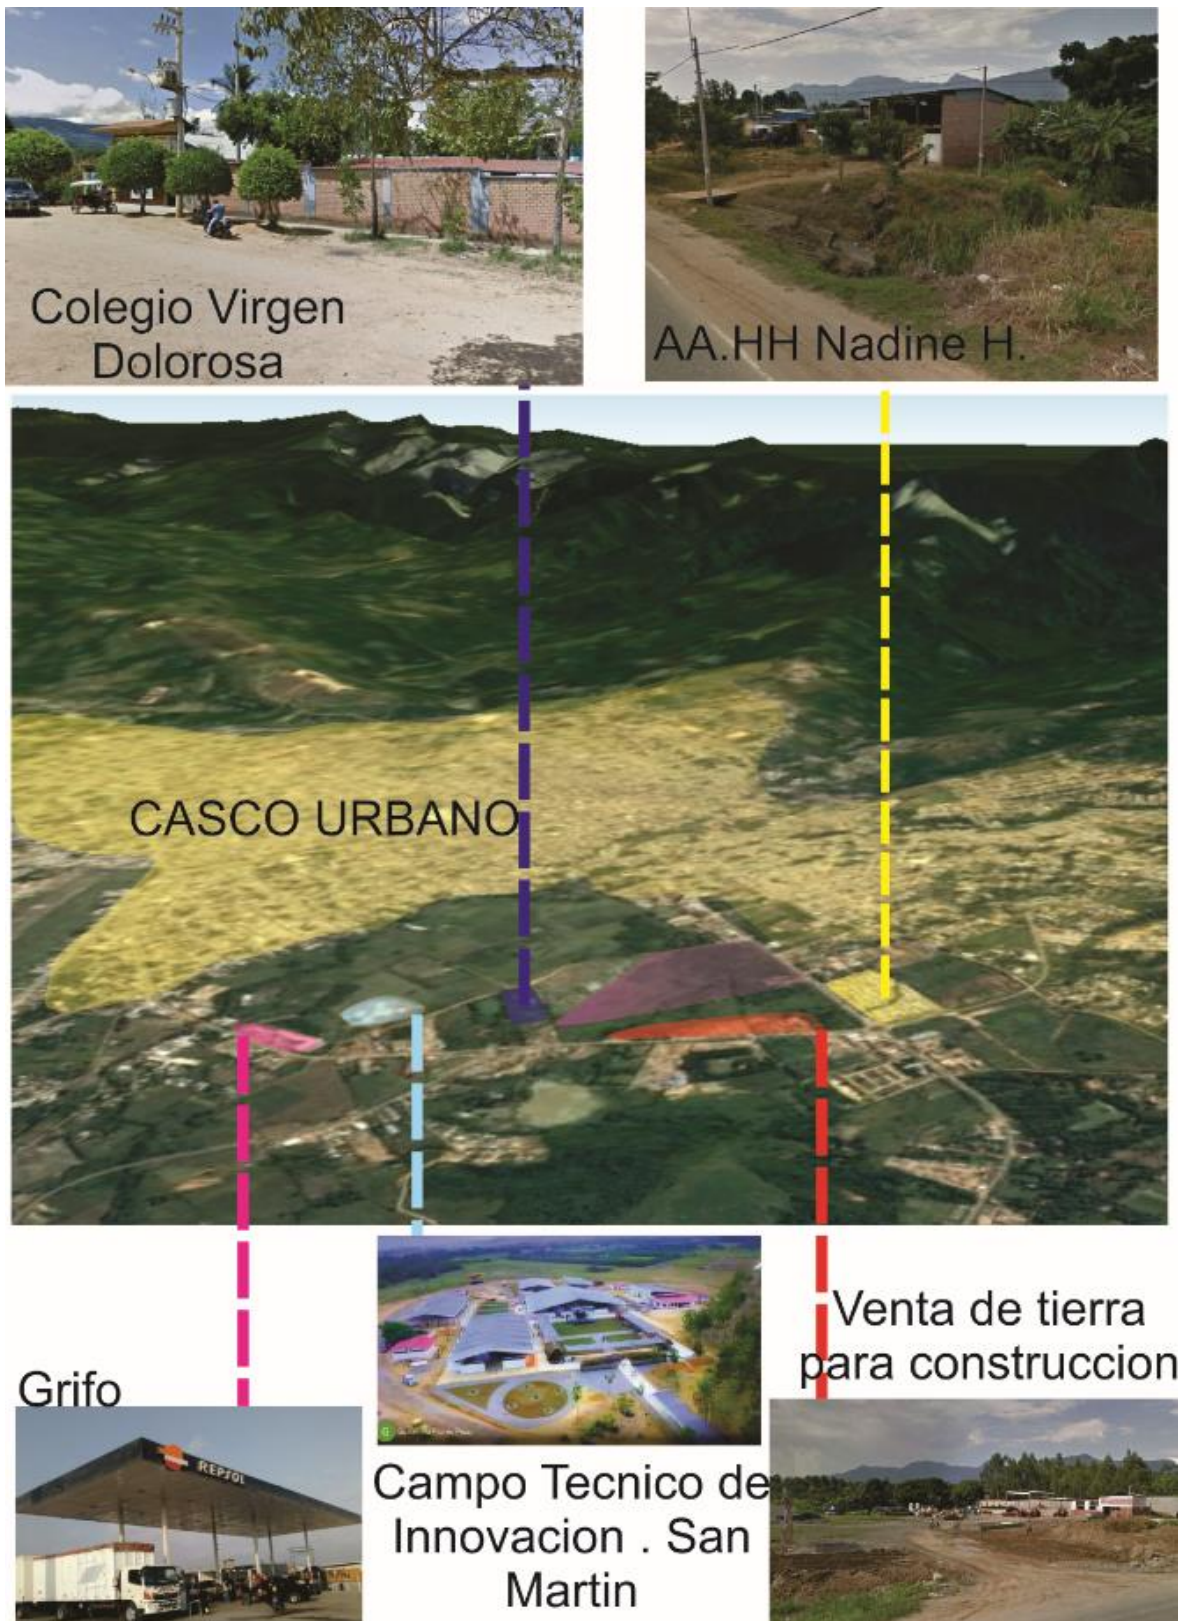 Colegio Virgen
Dolorosa
AA.HH Nadine H.
CASCO URBANO
Venta de tierra
para construccion
Grifo
REPSOL
Campo Tecnico de
Innovacion . San
Martin